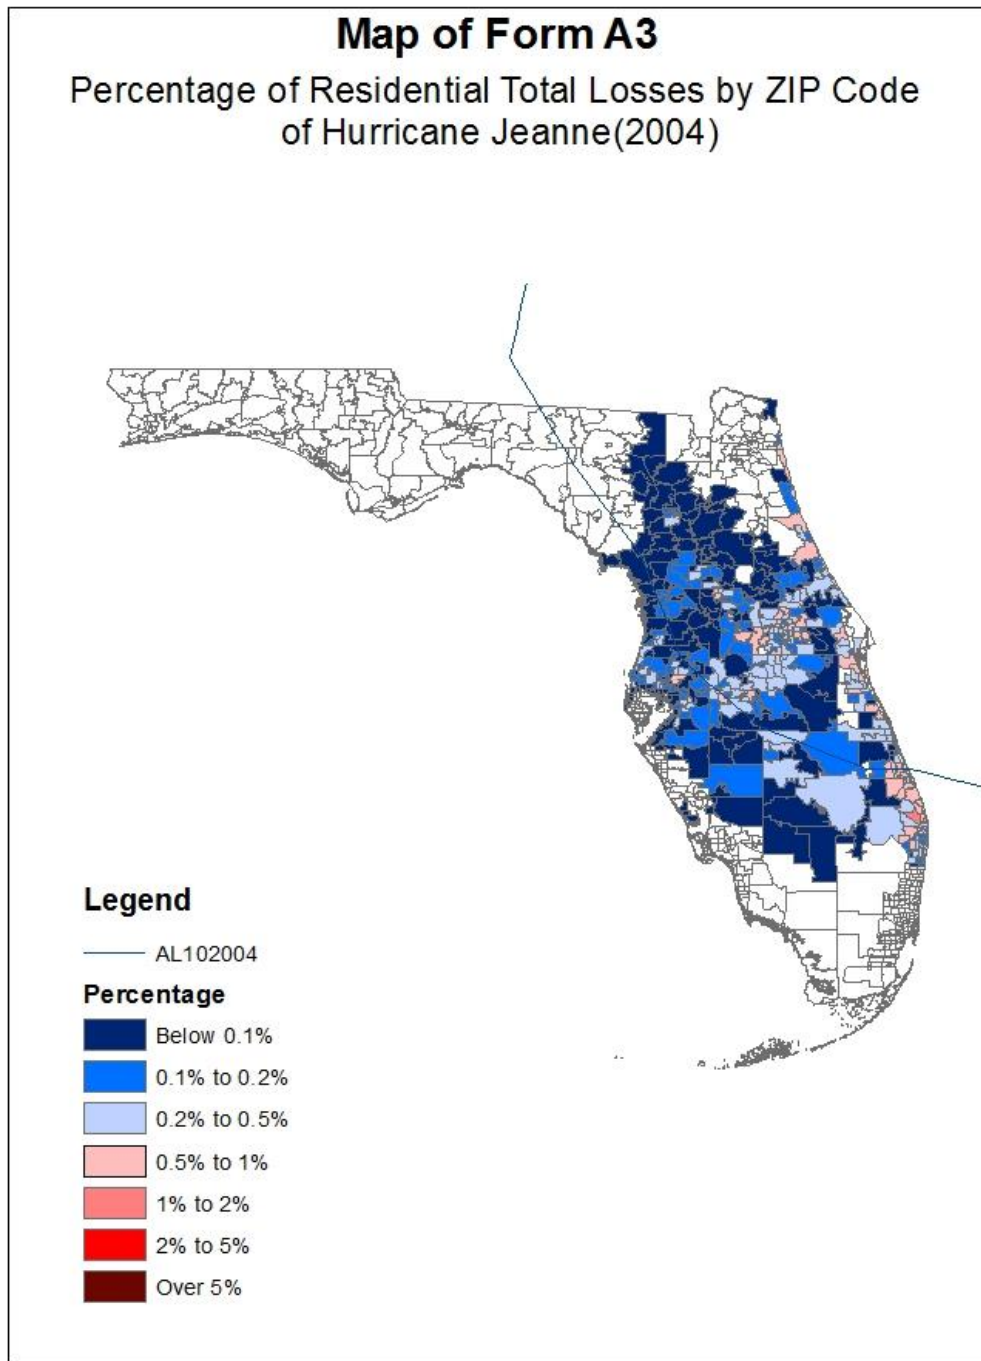 Map of Form A3
Percentage of Residential Total Losses by ZIP Code
of Hurricane Jeanne(2004)
Legend
AL102004
Percentage
Below 0.1%
0.1% to 0.2%
0.2% to 0.5%
0.5% to 1%
1% to 2%
2% to 5%
Over 5%